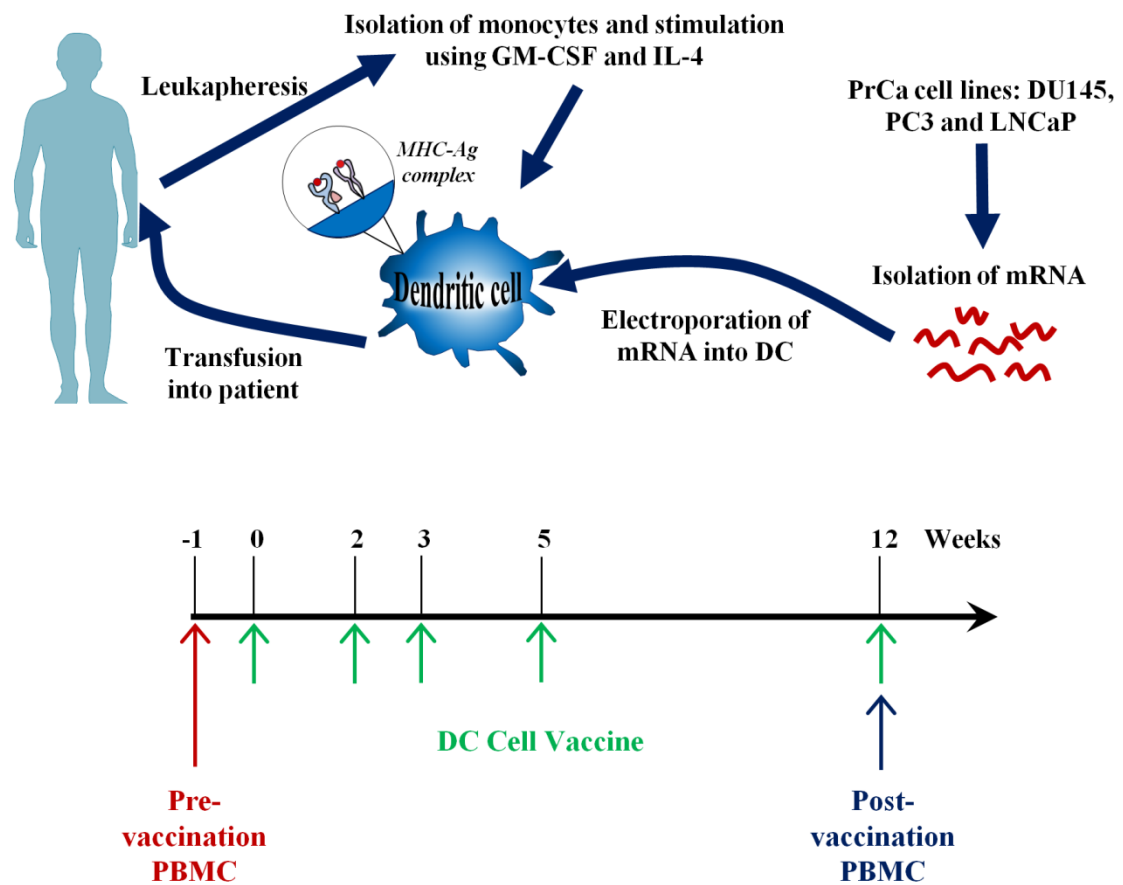 Isolation of monocytes and stimulation
using GM-CSF and IL-4
Leukapheresis
PrCa cell lines: DU145,
PC3 and LNCaP
MHC-Ag
complex
Isolation of mRNA
Dendritic cell
Electroporation of
mRNA into DC
Transfusion
into patient
-1 0 2 3 5 12 Weeks
DC Cell Vaccine
Pre-
vaccination
PBMC
Post-
vaccination
PBMC